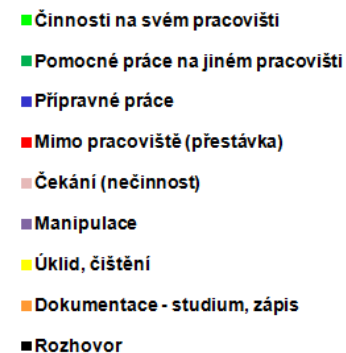 Činnosti na svém pracovišti
Pomocné práce na jiném pracovišti
Přípravné práce
Mimo pracoviště (přestávka)
Čekání (nečinnost)
Manipulace
Úklid, čištění
Dokumentace - studium, zápis
Rozhovor